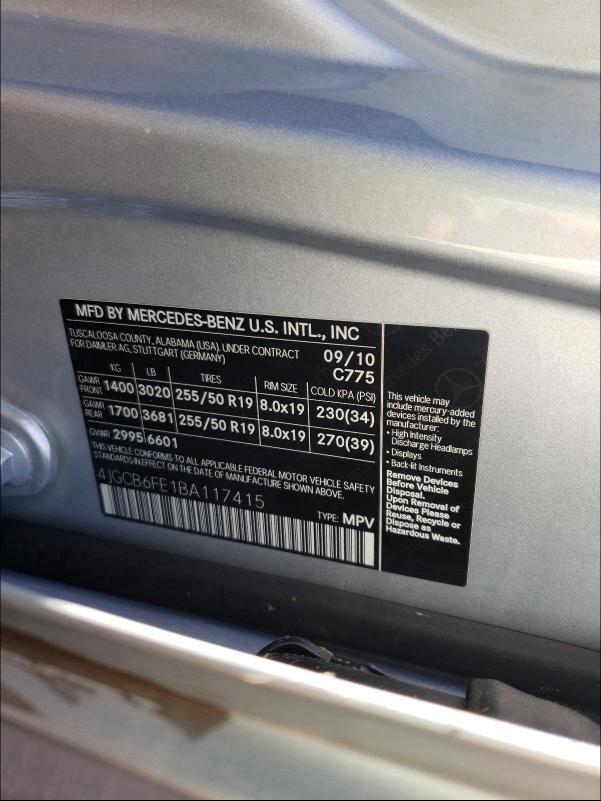 MFD BY MERCEDES-BENZ U.S. INTL., INC
TUSCALOOSA COUNTY, ALABAMA (USA), UNDER CONTRACT
FOR DAIMLER AG, STUTTGART (GERMANY)
09/10
C775
KG LB TIRES RIM SIZE COLD KPA (PSI)
GAWR FRONT 1400 3020 255/50 R19 8.0x19 230(34)
GAWR REAR 1700 3681 255/50 R19 8.0x19 270(39)
GVWR 2995 6601
THIS VEHICLE CONFORMS TO ALL APPLICABLE FEDERAL MOTOR VEHICLE SAFETY
STANDARDS IN EFFECT ON THE DATE OF MANUFACTURE SHOWN ABOVE.
4JGCB6FE1BA117415
TYPE: MPV
This vehicle may
include mercury-added
devices installed by the
manufacturer:
• High Intensity
Discharge Headlamps
• Displays
• Back-lit Instruments
Remove Devices
Before Vehicle
Disposal.
Upon Removal of
Devices Please
Reuse, Recycle or
Dispose as
Hazardous Waste.